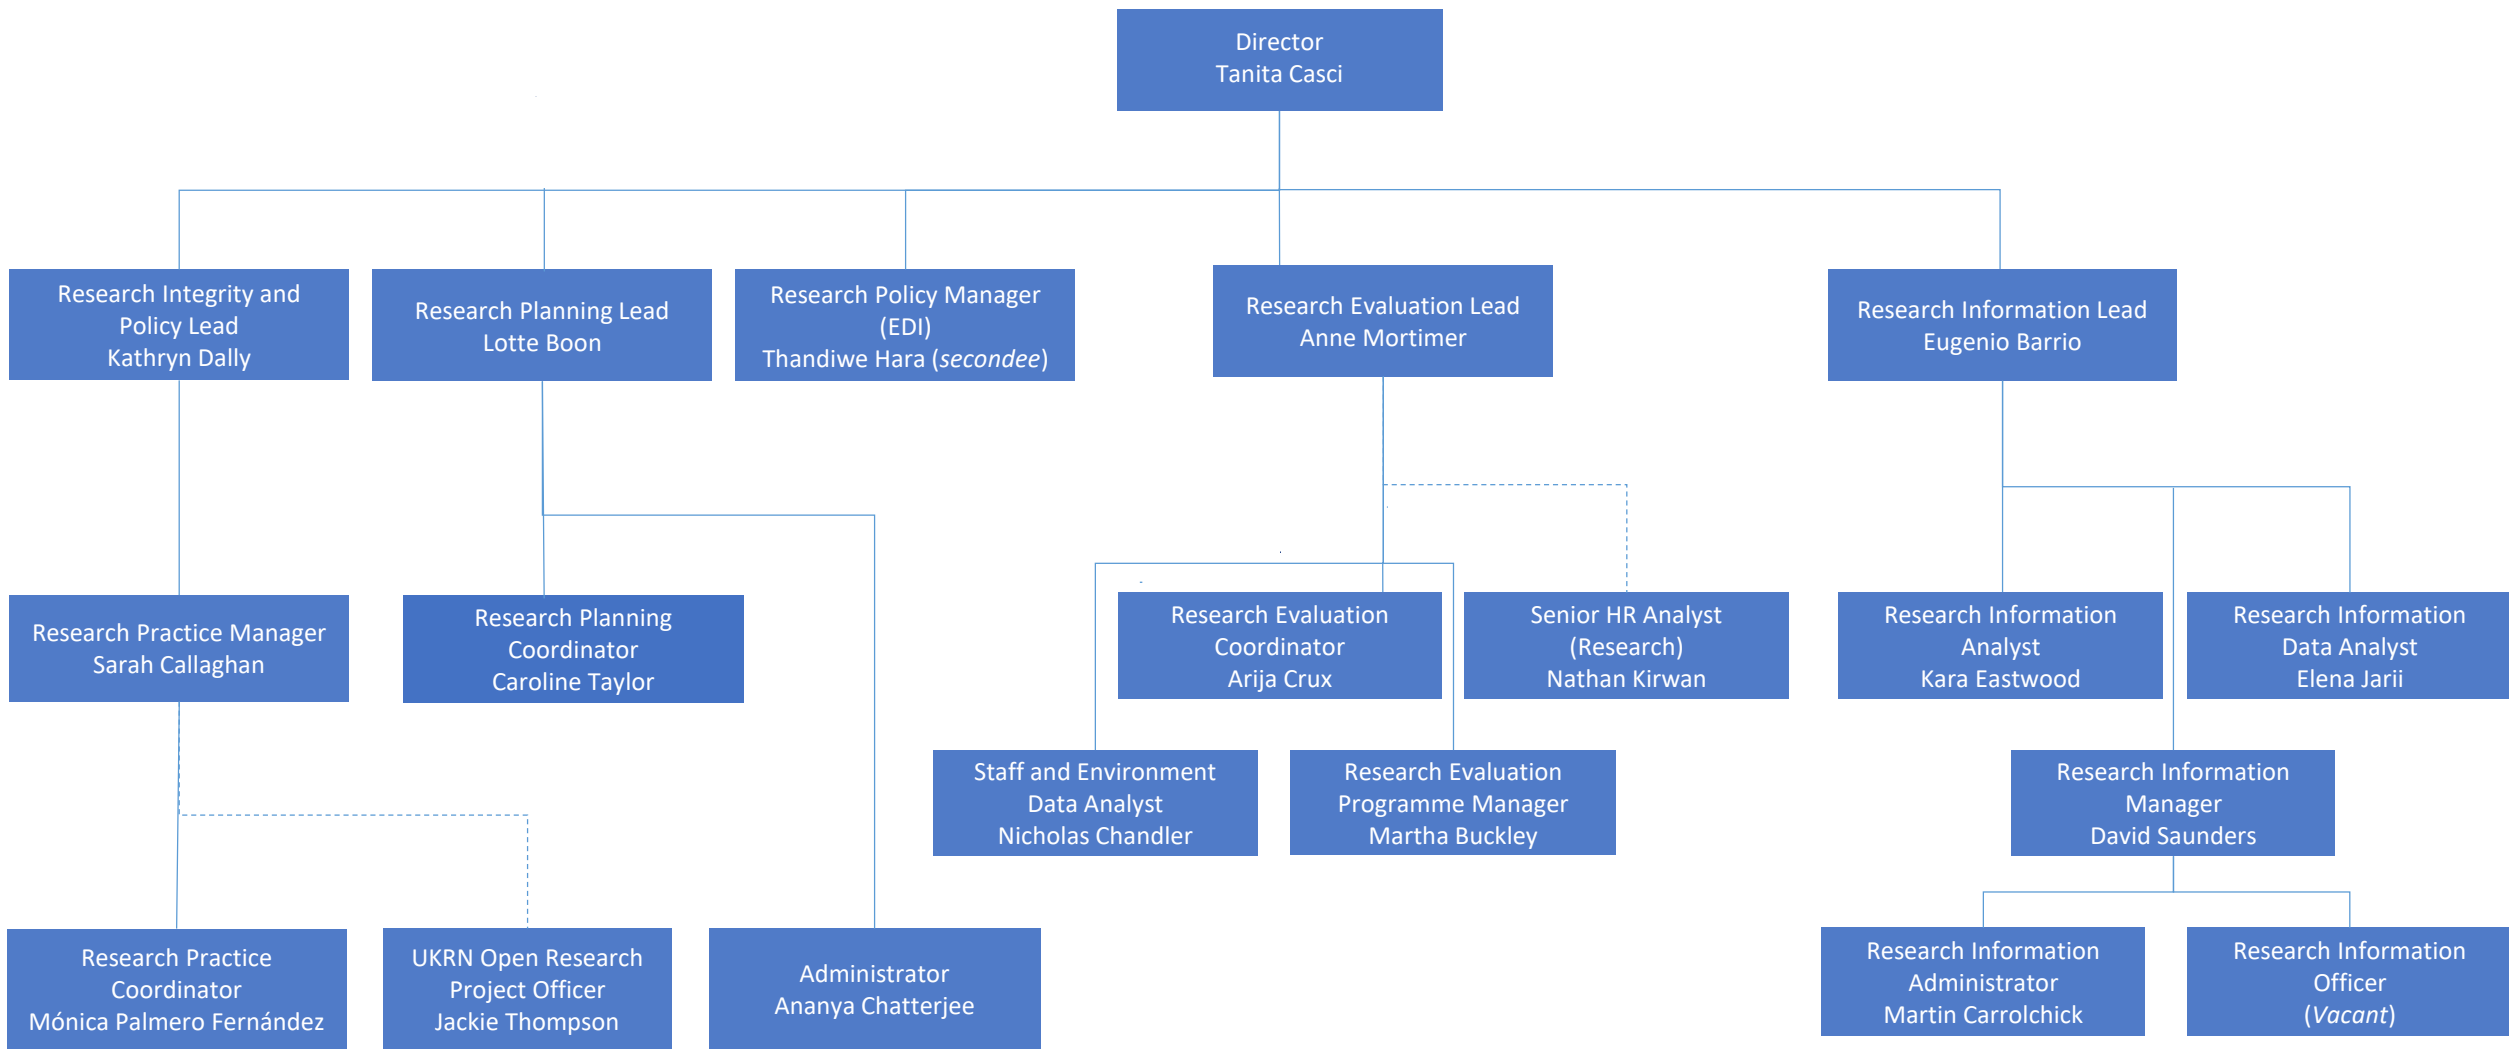 Director
Tanita Casci
Research Integrity and
Policy Lead
Kathryn Dally
Research Planning Lead
Lotte Boon
Research Policy Manager
(EDI)
Thandiwe Hara (secondee)
Research Evaluation Lead
Anne Mortimer
Research Information Lead
Eugenio Barrio
Research Practice Manager
Sarah Callaghan
Research Planning
Coordinator
Caroline Taylor
Research Evaluation
Coordinator
Arija Crux
Senior HR Analyst
(Research)
Nathan Kirwan
Research Information
Analyst
Kara Eastwood
Research Information
Data Analyst
Elena Jarii
Staff and Environment
Data Analyst
Nicholas Chandler
Research Evaluation
Programme Manager
Martha Buckley
Research Information
Manager
David Saunders
Research Practice
Coordinator
Mónica Palmero Fernández
UKRN Open Research
Project Officer
Jackie Thompson
Administrator
Ananya Chatterjee
Research Information
Administrator
Martin Carrolchick
Research Information
Officer
(Vacant)